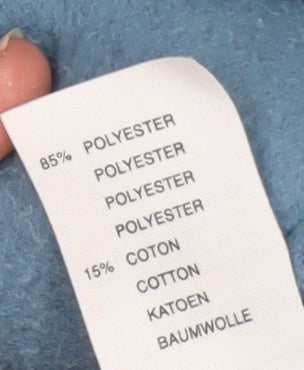 85% POLYESTER
POLYESTER
POLYESTER
POLYESTER
15% COTON
COTTON
KATOEN
BAUMWOLLE